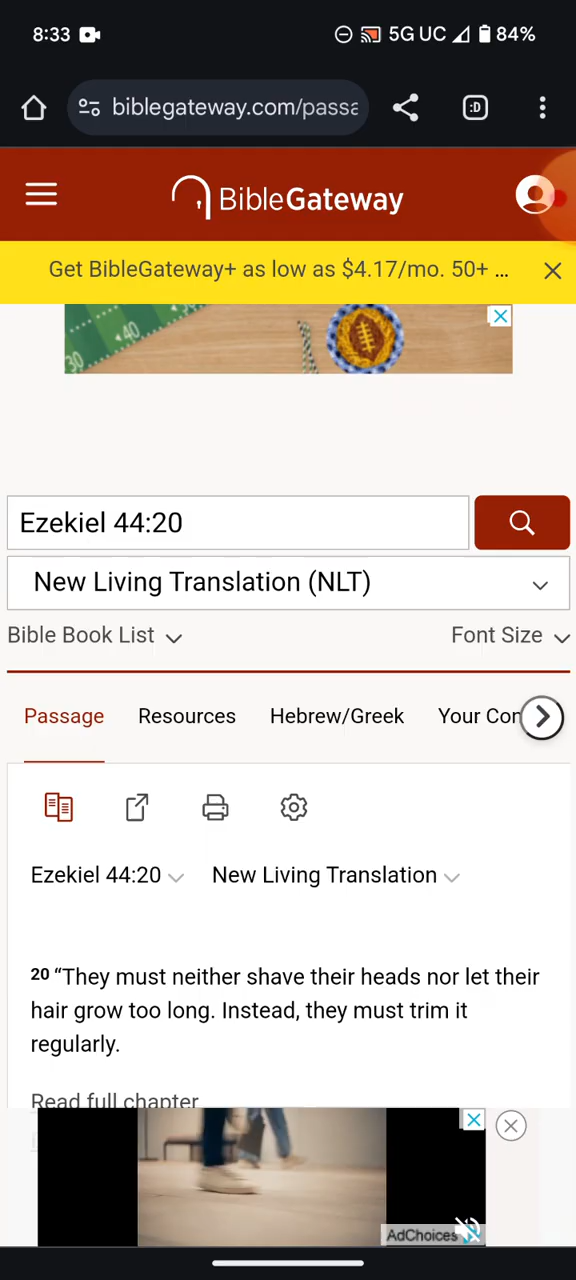 8:33 5G UC 84%
biblegateway.com/passa :D
BibleGateway
Get BibleGateway+ as low as $4.17/mo. 50+ ...
30 40
Ezekiel 44:20
New Living Translation (NLT)
Bible Book List Font Size
Passage Resources Hebrew/Greek Your Con
Ezekiel 44:20 New Living Translation
20 “They must neither shave their heads nor let their
hair grow too long. Instead, they must trim it
regularly.
Read full chapter
AdChoices